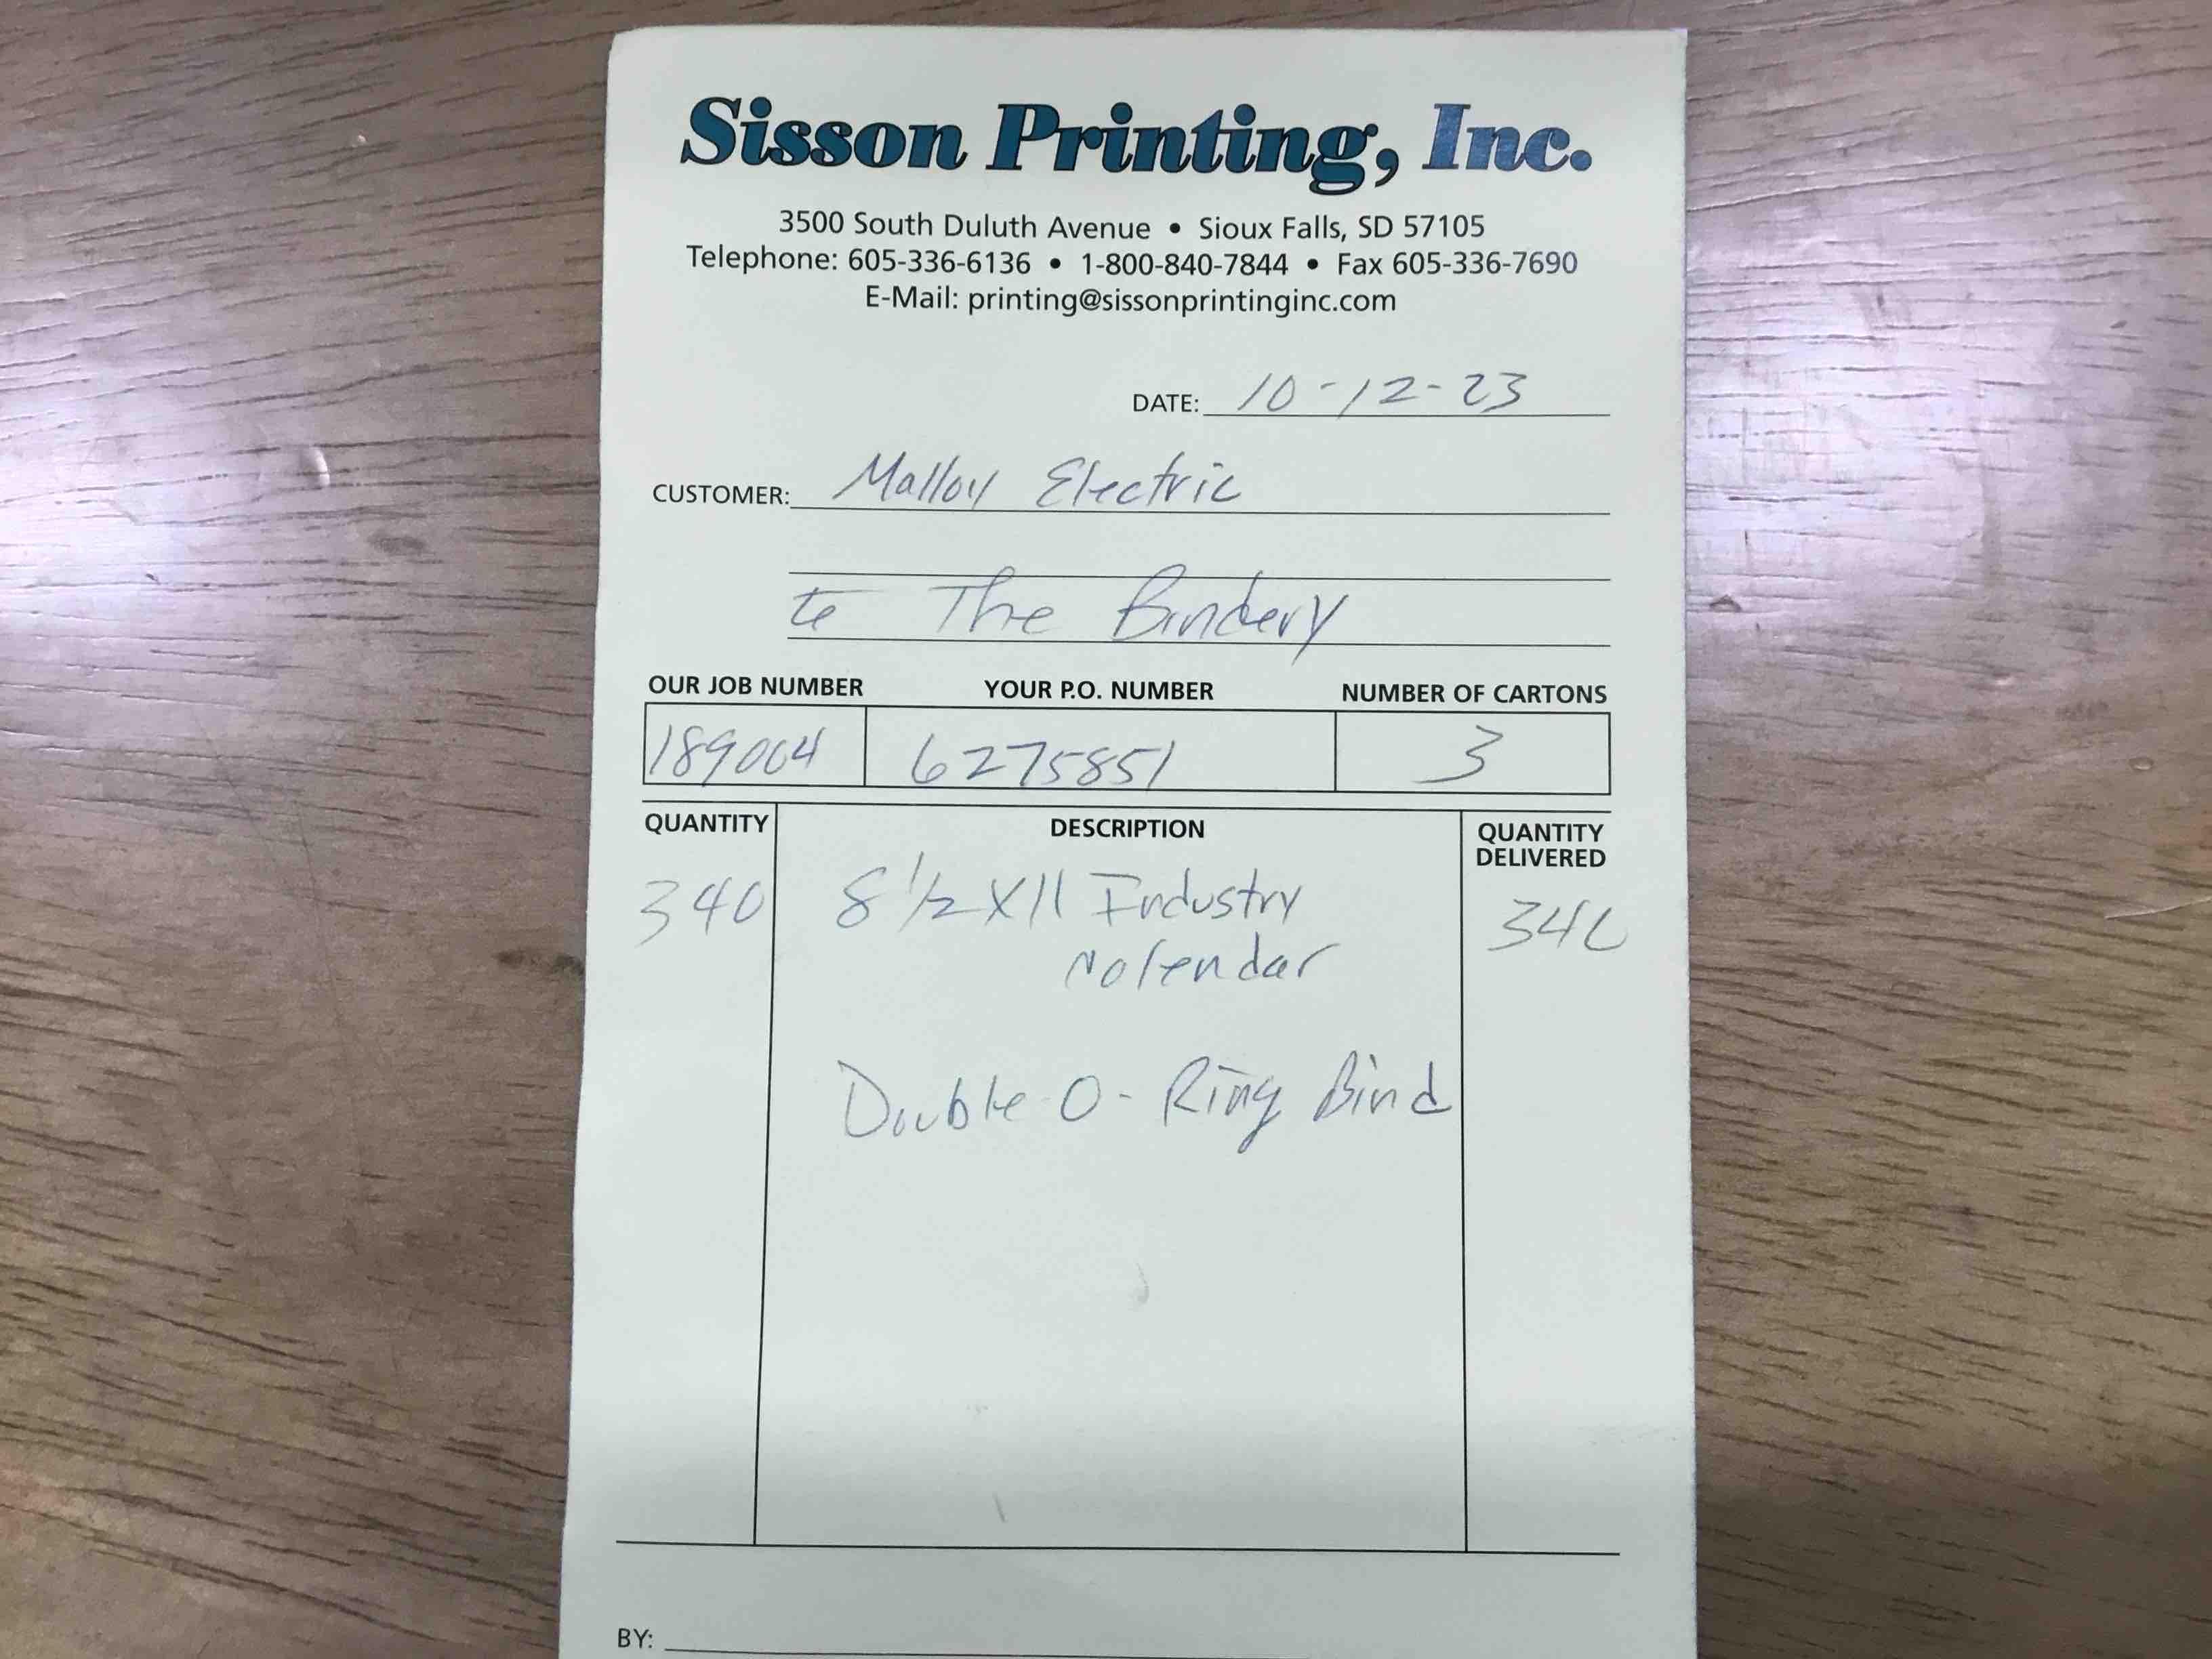 Sisson Printing, Inc.
3500 South Duluth Avenue • Sioux Falls, SD 57105
Telephone: 605-336-6136 • 1-800-840-7844 • Fax 605-336-7690
E-Mail: printing@sissonprintinginc.com
DATE: 10-12-23
CUSTOMER: Malloy Electric
to The Bindery
OUR JOB NUMBER YOUR P.O. NUMBER NUMBER OF CARTONS
189004 6275851 3
QUANTITY DESCRIPTION QUANTITY DELIVERED
340 8 1/2 X 11 Industry 340
Notendar
Double-O-Ring Bind
BY: